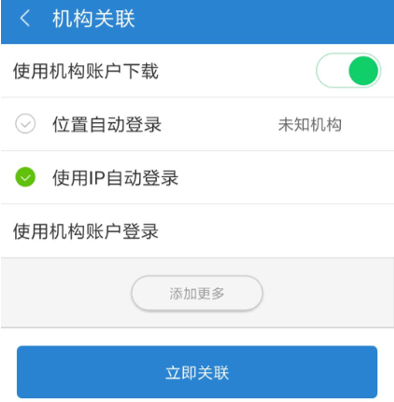 机构关联
使用机构账户下载
位置自动登录 未知机构
使用IP自动登录
使用机构账户登录
添加更多
立即关联